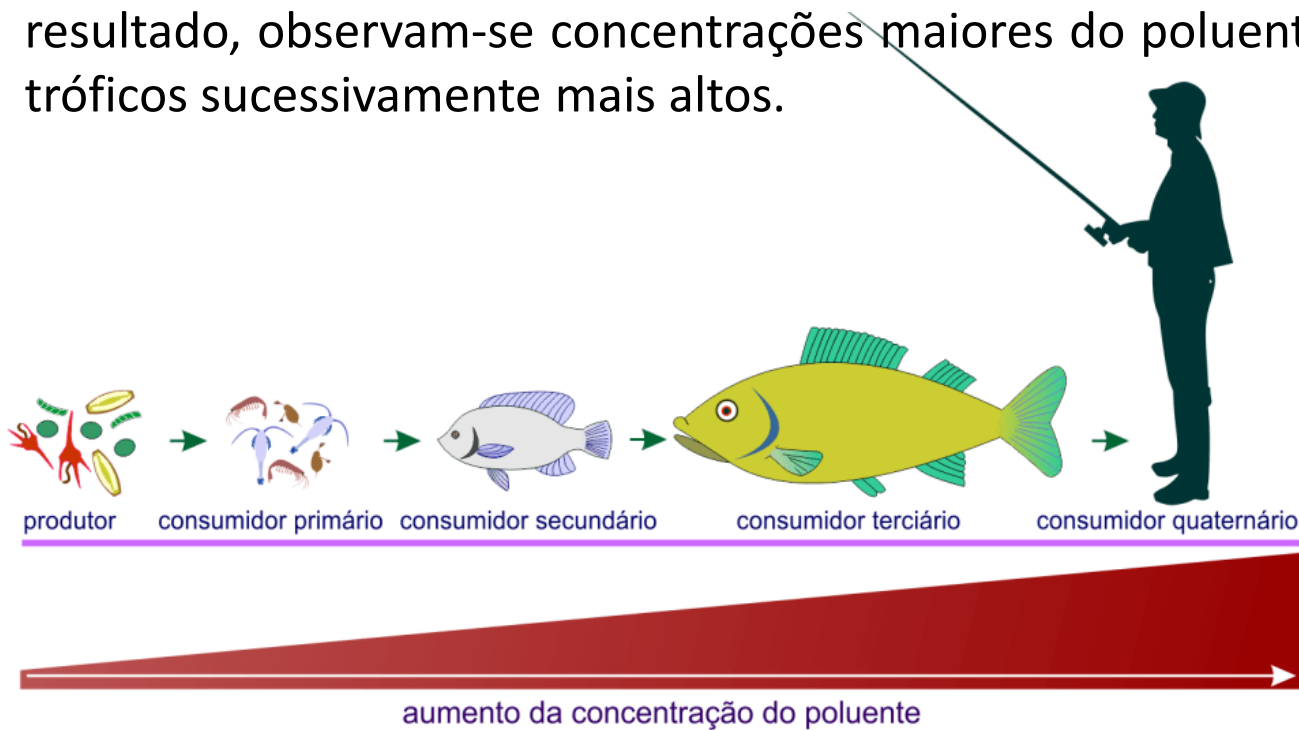 resultado, observam-se concentrações maiores do poluent
tróficos sucessivamente mais altos.
produtor consumidor primário consumidor secundário consumidor terciário consumidor quaternário
aumento da concentração do poluente